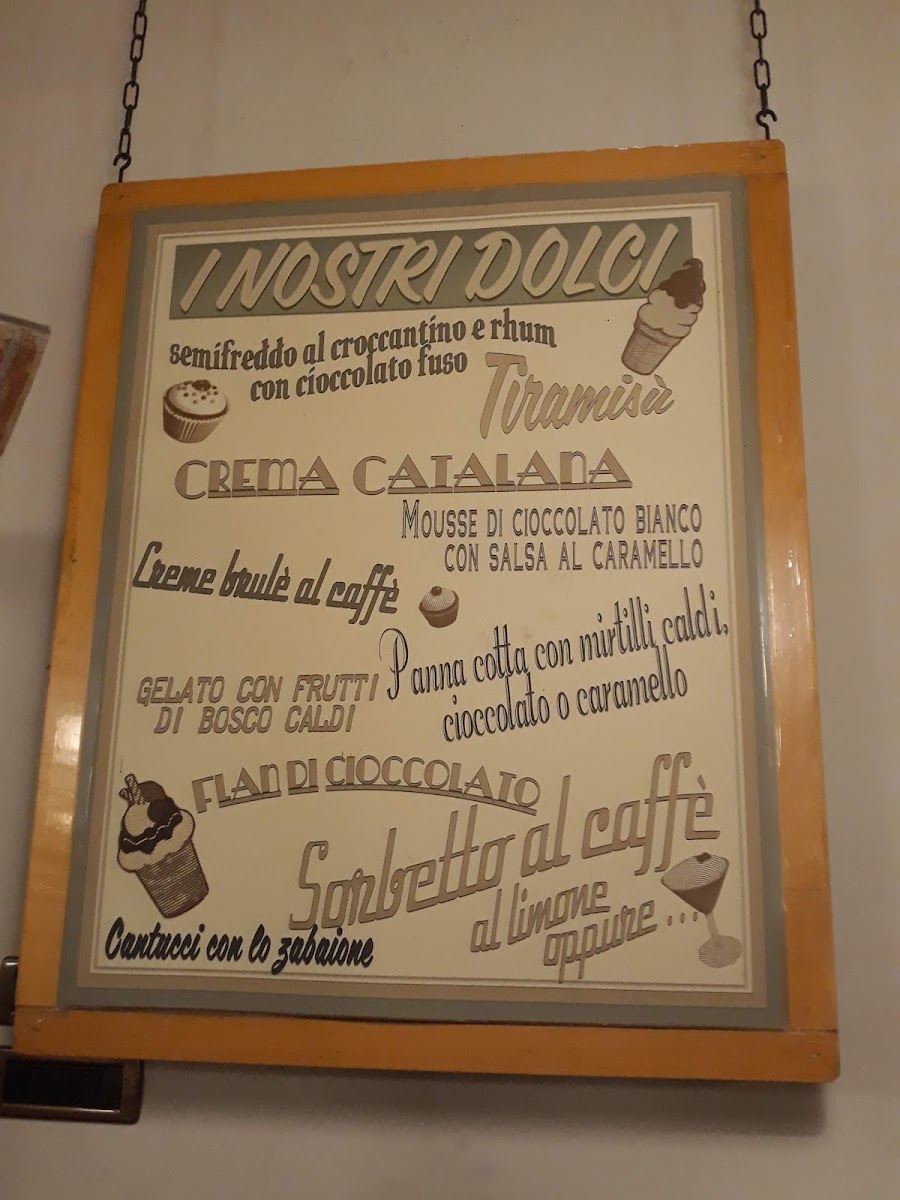 I NOSTRI DOLCI
semifreddo al croccantino e rhum
con cioccolato fuso
Tiramisù
CREMA CATALANA
MOUSSE DI CIOCCOLATO BIANCO
CON SALSA AL CARAMELLO
Creme brulè al caffè
Panna cotta con mirtilli caldi,
cioccolato o caramello
GELATO CON FRUTTI
DI BOSCO CALDI
FLAN DI CIOCCOLATO
Sorbetto al caffè
al limone
oppure ...
Cantucci con lo zabaione